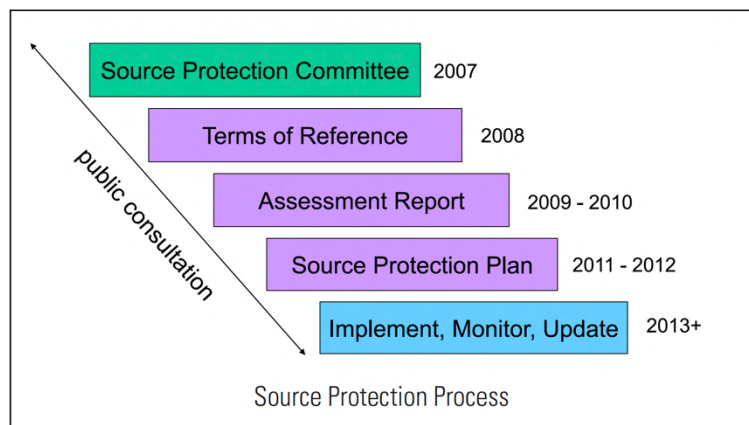 Source Protection Committee 2007
Terms of Reference 2008
Assessment Report 2009 - 2010
Source Protection Plan 2011 - 2012
Implement, Monitor, Update 2013+
public consultation
Source Protection Process